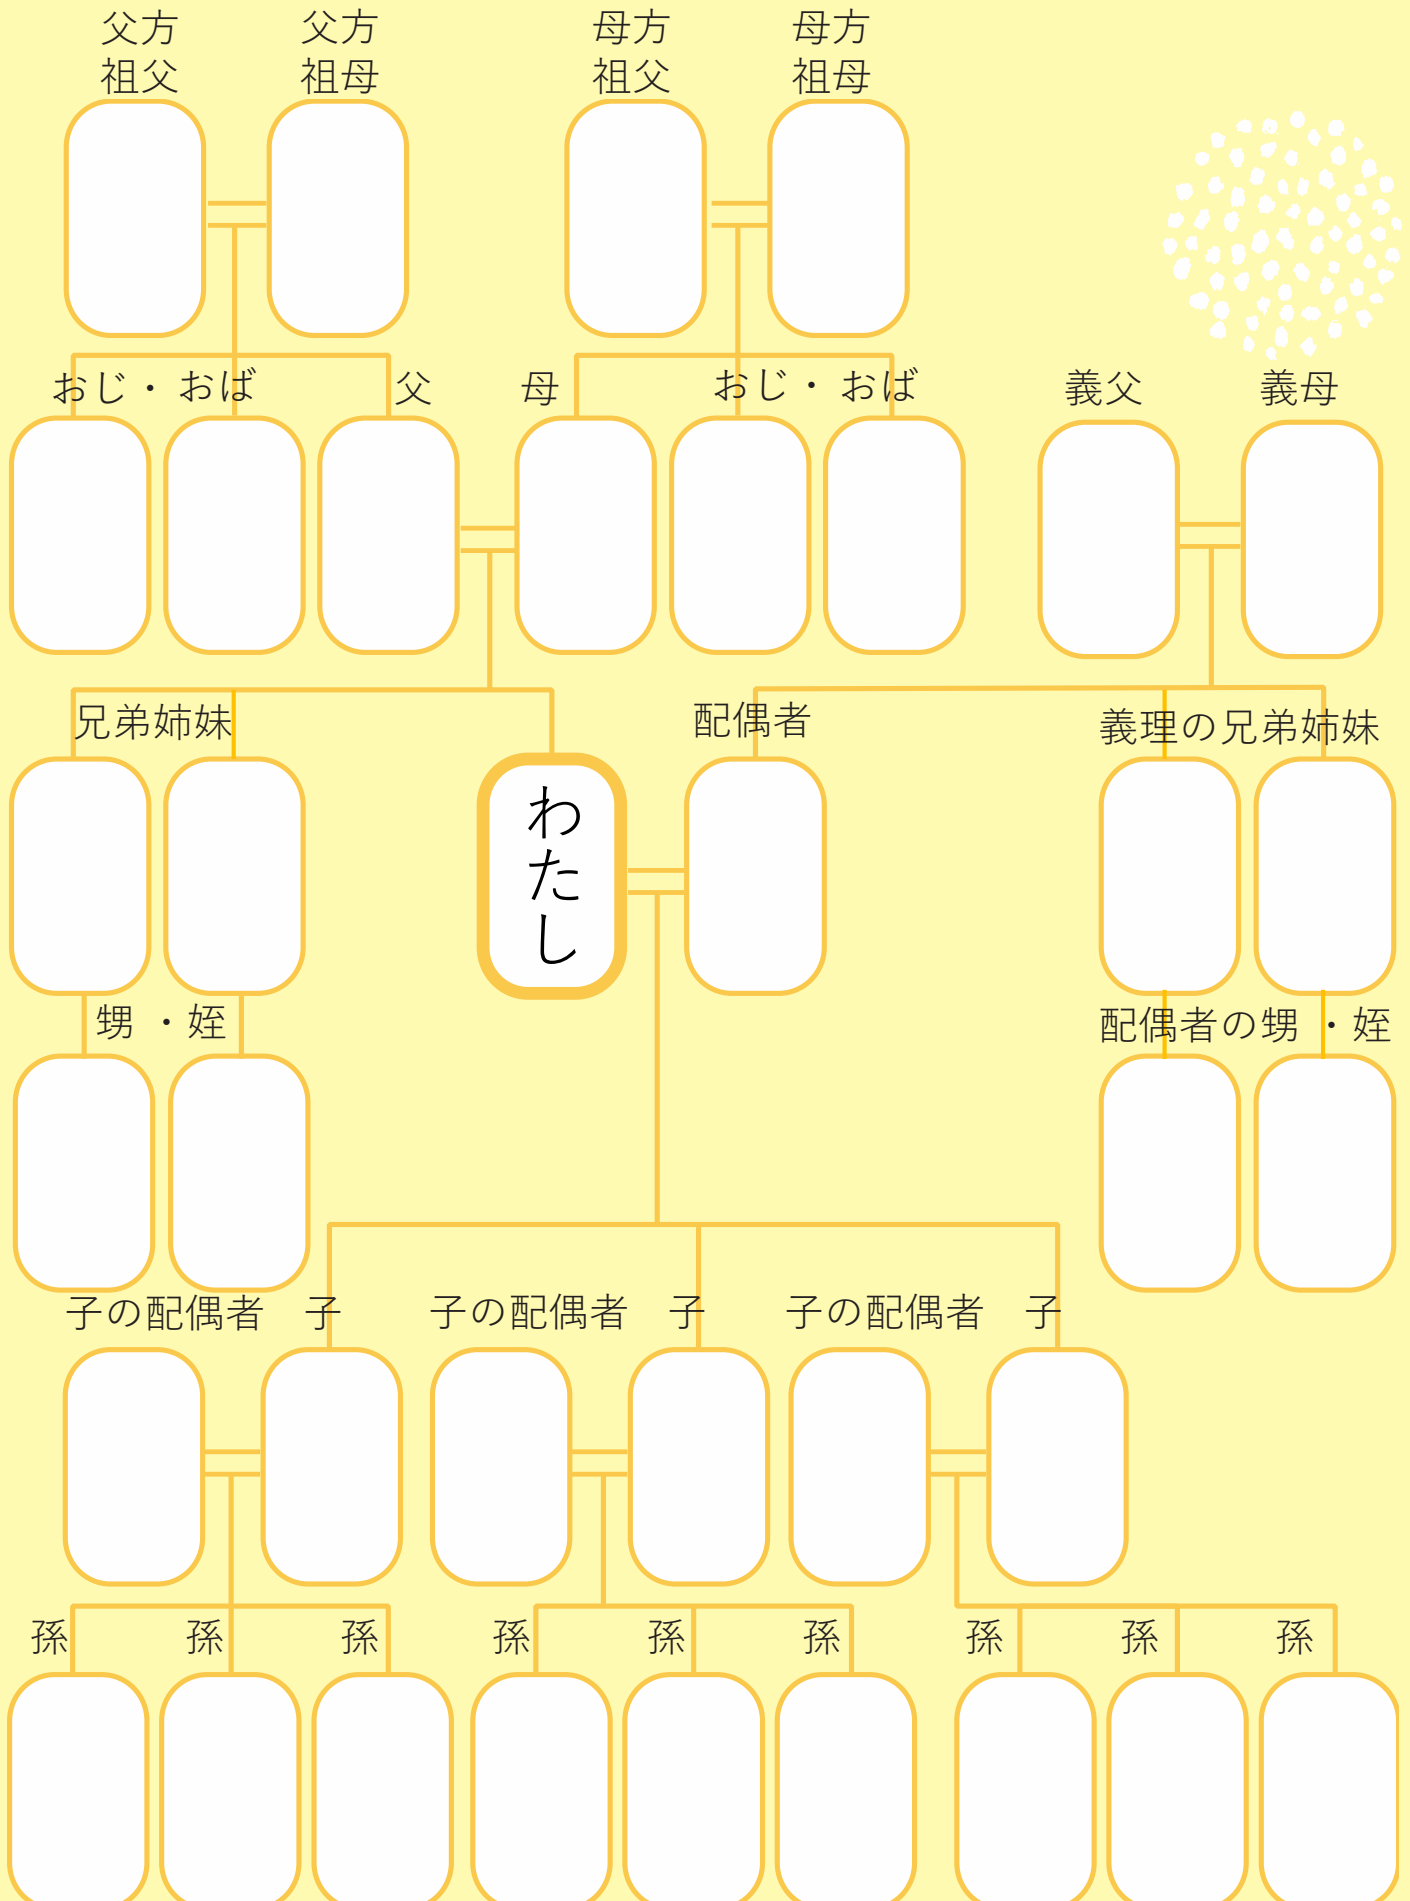 父方 父方 母方 母方
祖父 祖母 祖父 祖母
おじ・おば 父 母 おじ・おば 義父 義母
兄弟姉妹 配偶者 義理の兄弟姉妹
わたし
甥・姪 配偶者の甥・姪
子の配偶者 子 子の配偶者 子 子の配偶者 子
孫 孫 孫 孫 孫 孫 孫 孫 孫